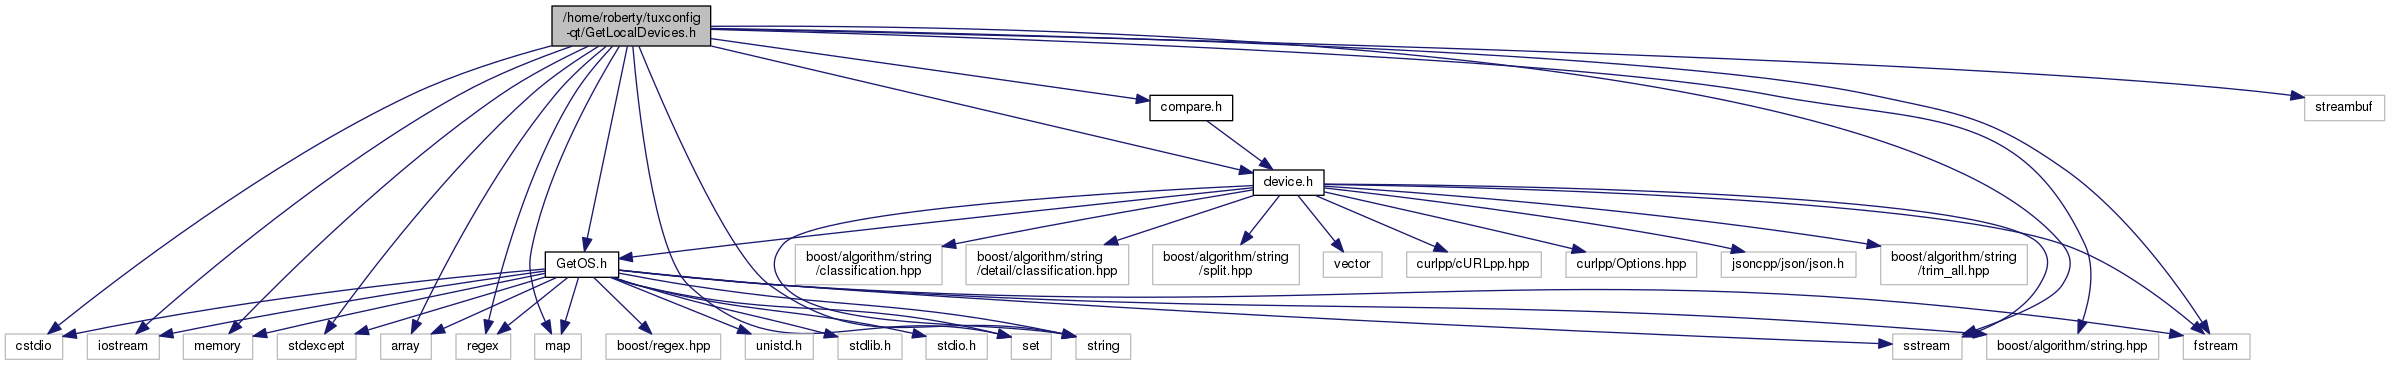 /home/roberty/tuxconfig
-qt/GetLocalDevices.h
compare.h
streambuf
device.h
GetOS.h
boost/algorithm/string
/classification.hpp
boost/algorithm/string
/detail/classification.hpp
boost/algorithm/string
/split.hpp
vector
curlpp/cURLpp.hpp
curlpp/Options.hpp
jsoncpp/json/json.h
boost/algorithm/string
/trim_all.hpp
cstdio
iostream
memory
stdexcept
array
regex
map
boost/regex.hpp
unistd.h
stdlib.h
stdio.h
set
string
sstream
boost/algorithm/string.hpp
fstream